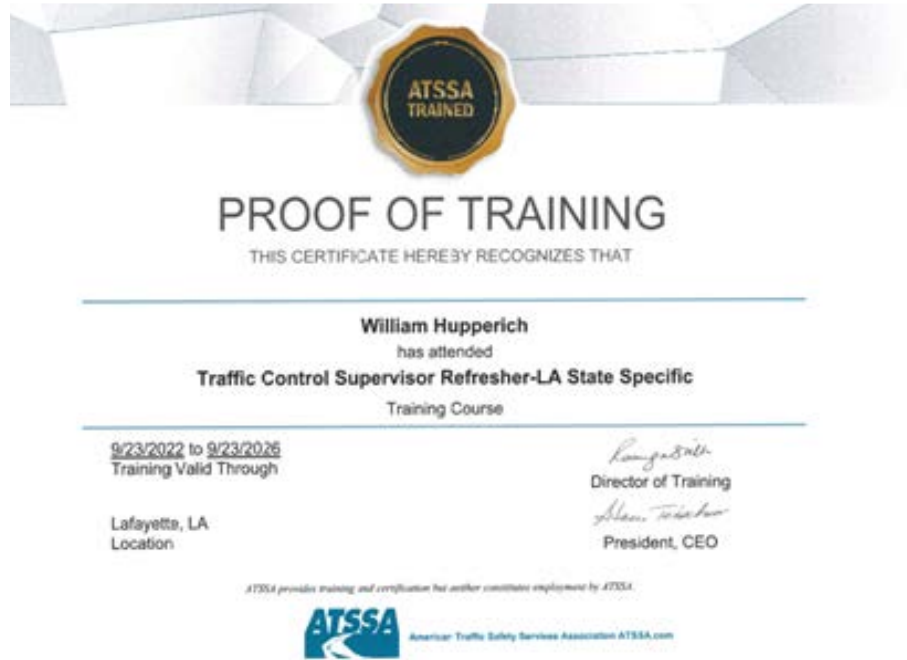 ATSSA
TRAINED
PROOF OF TRAINING
THIS CERTIFICATE HEREBY RECOGNIZES THAT
William Hupperich
has attended
Traffic Control Supervisor Refresher-LA State Specific
Training Course
9/23/2022 to 9/23/2026
Training Valid Through
Director of Training
Lafayette, LA
Location
President, CEO
ATSSA provides training and certification but neither constitutes employment by ATSSA.
ATSSA
American Traffic Safety Services Association ATSSA.com